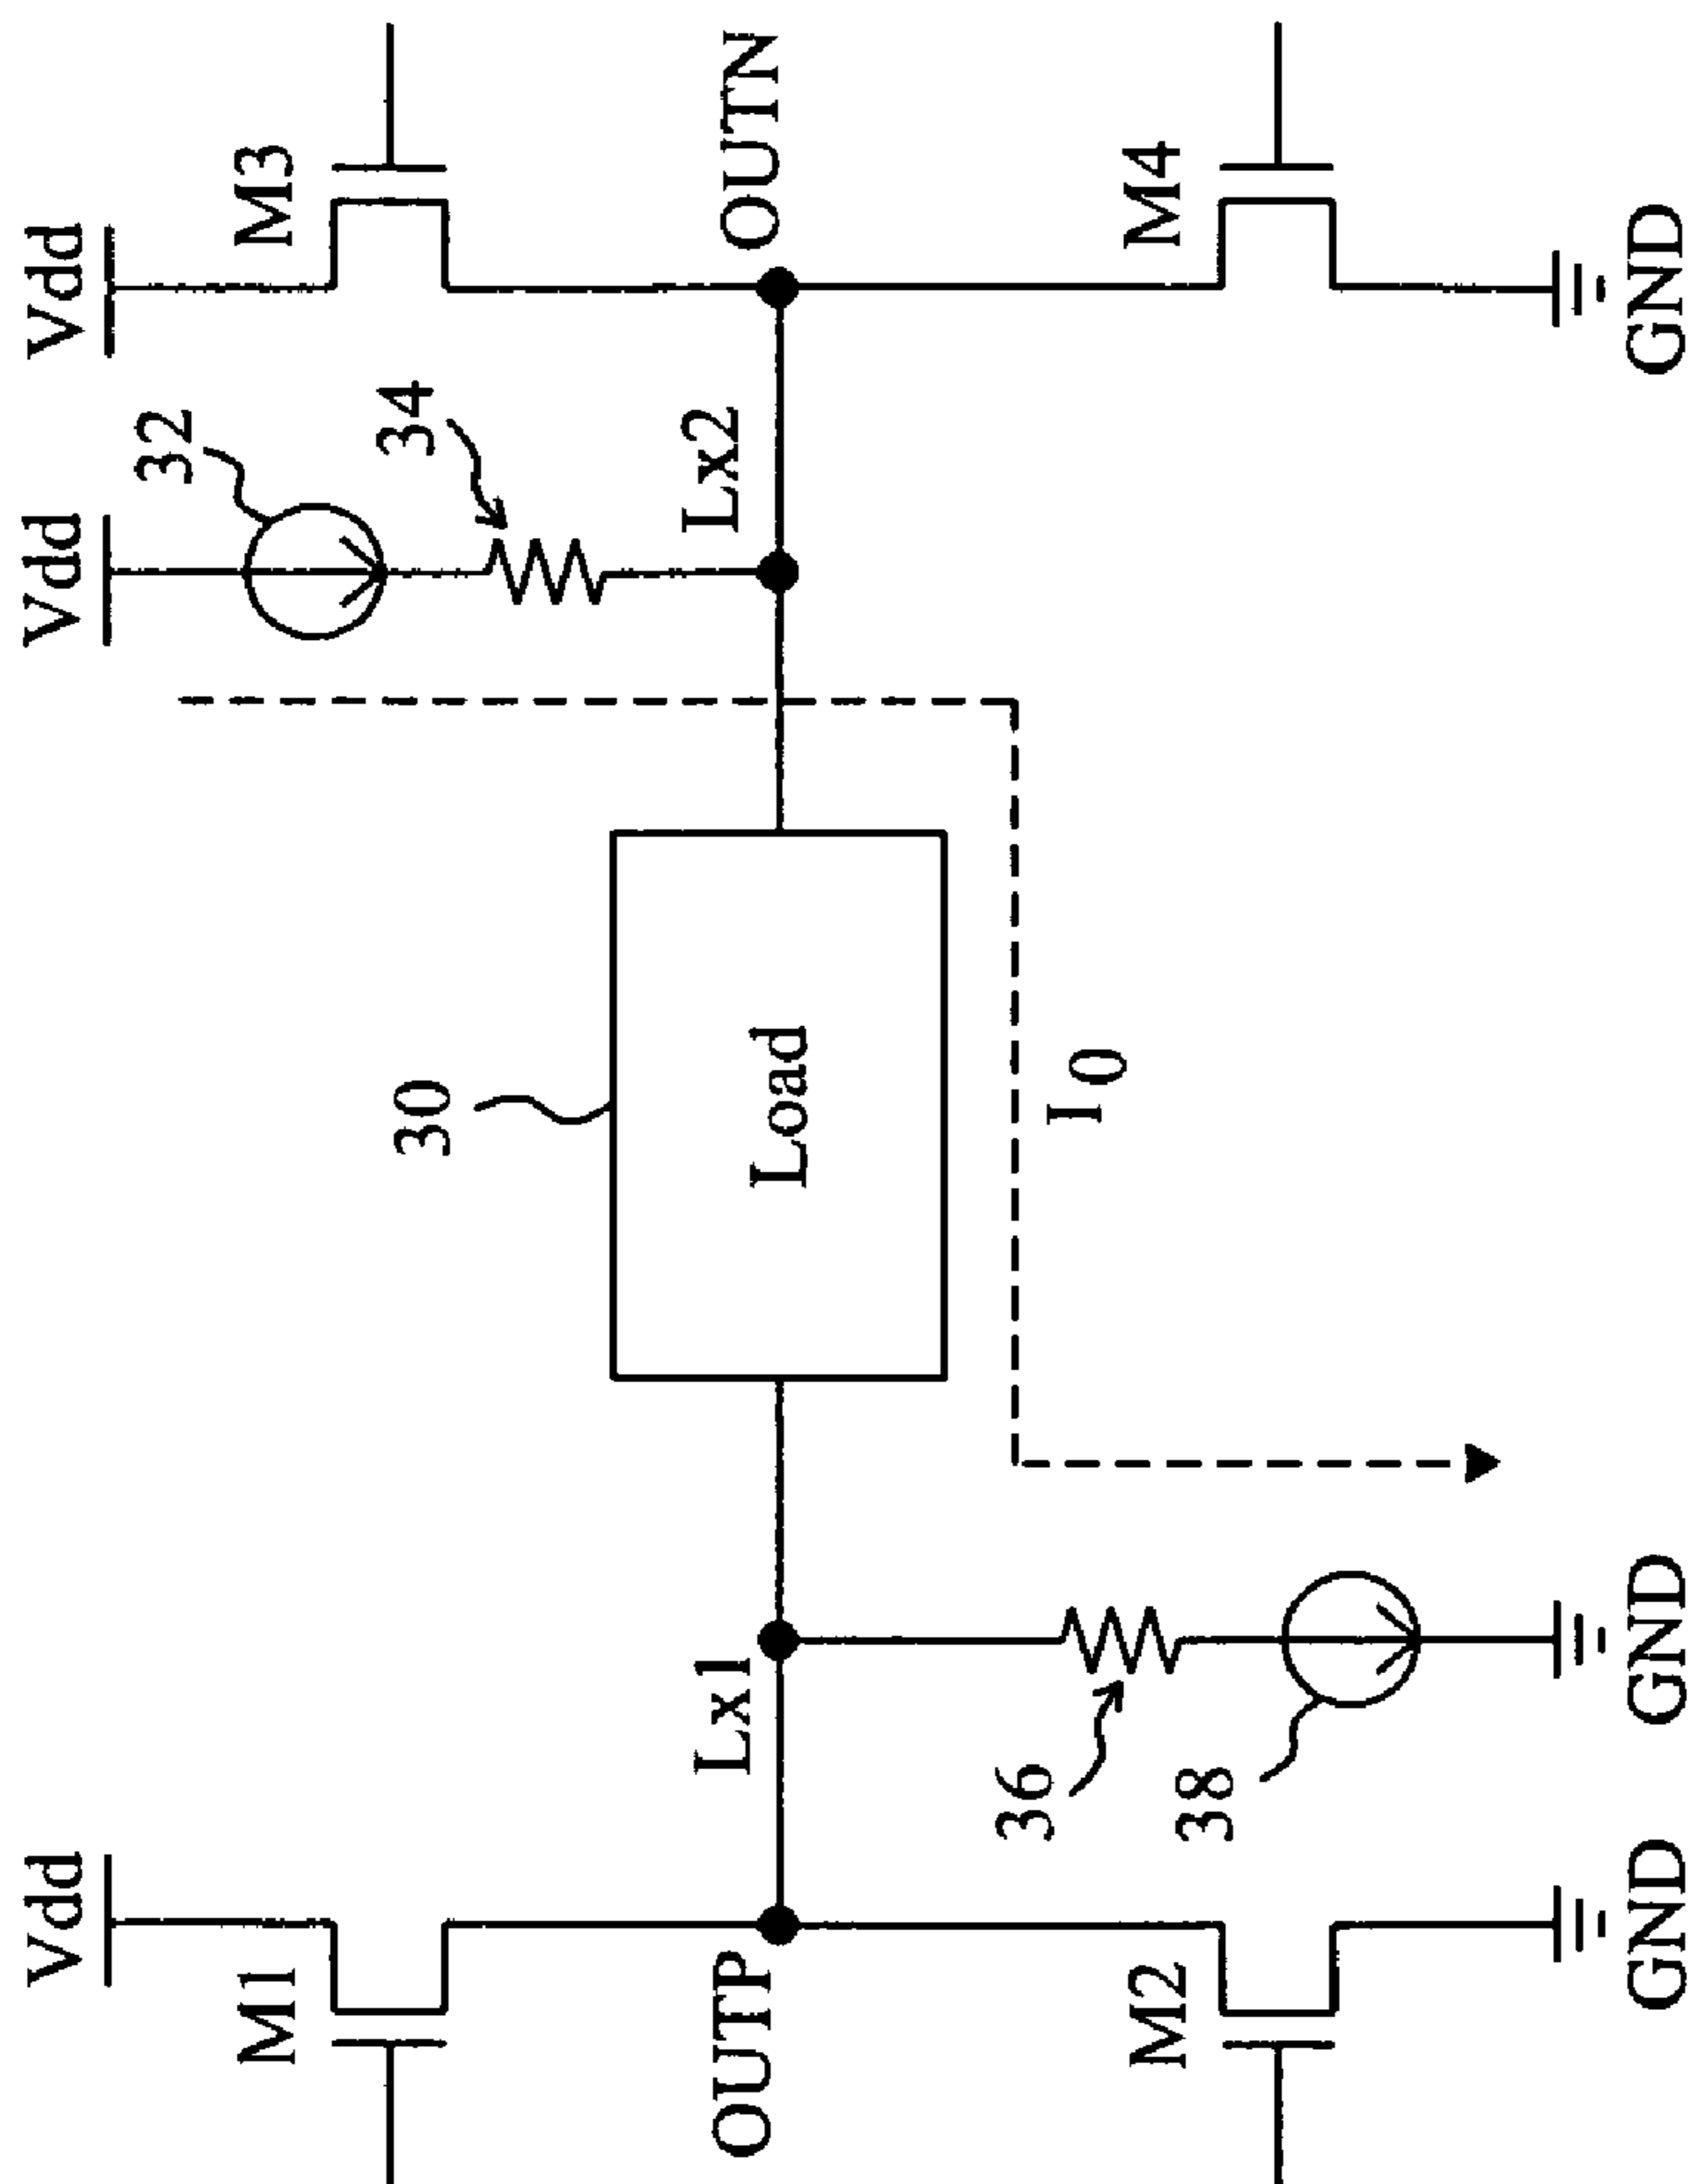 Vdd
Vdd
Vdd
32
M1
M3
34
30
Lx1
Lx2
OUTP
Load
OUTN
36
I0
M2
38
M4
GND
GND
GND